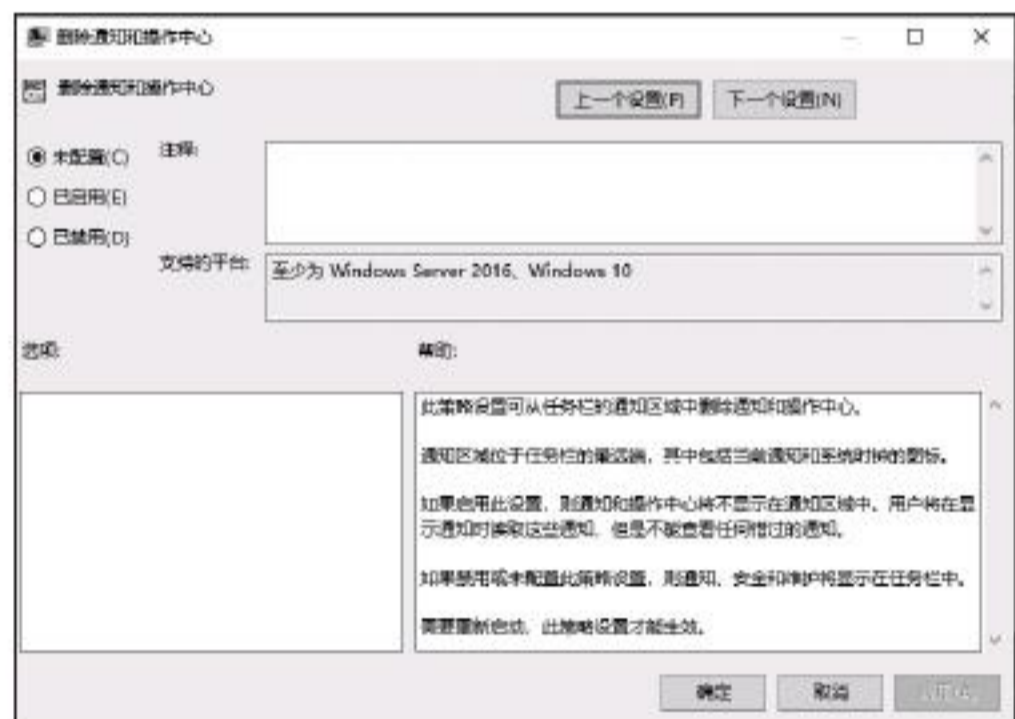 删除通知和操作中心
删除通知和操作中心
上一个设置(P)
下一个设置(N)
未配置(C)
注释:
已启用(E)
已禁用(D)
支持的平台:
至少为 Windows Server 2016、Windows 10
选项:
帮助:
此策略设置可从任务栏的通知区域中删除通知和操作中心。
通知区域位于任务栏的最远端，其中包括当前通知和系统时钟的图标。
如果启用此设置，则通知和操作中心将不显示在通知区域中。用户将在显
示通知时读取这些通知，但是不能查看任何错过的通知。
如果禁用或未配置此策略设置，则通知、安全和维护将显示在任务栏中。
需要重新启动，此策略设置才能生效。
确定
取消